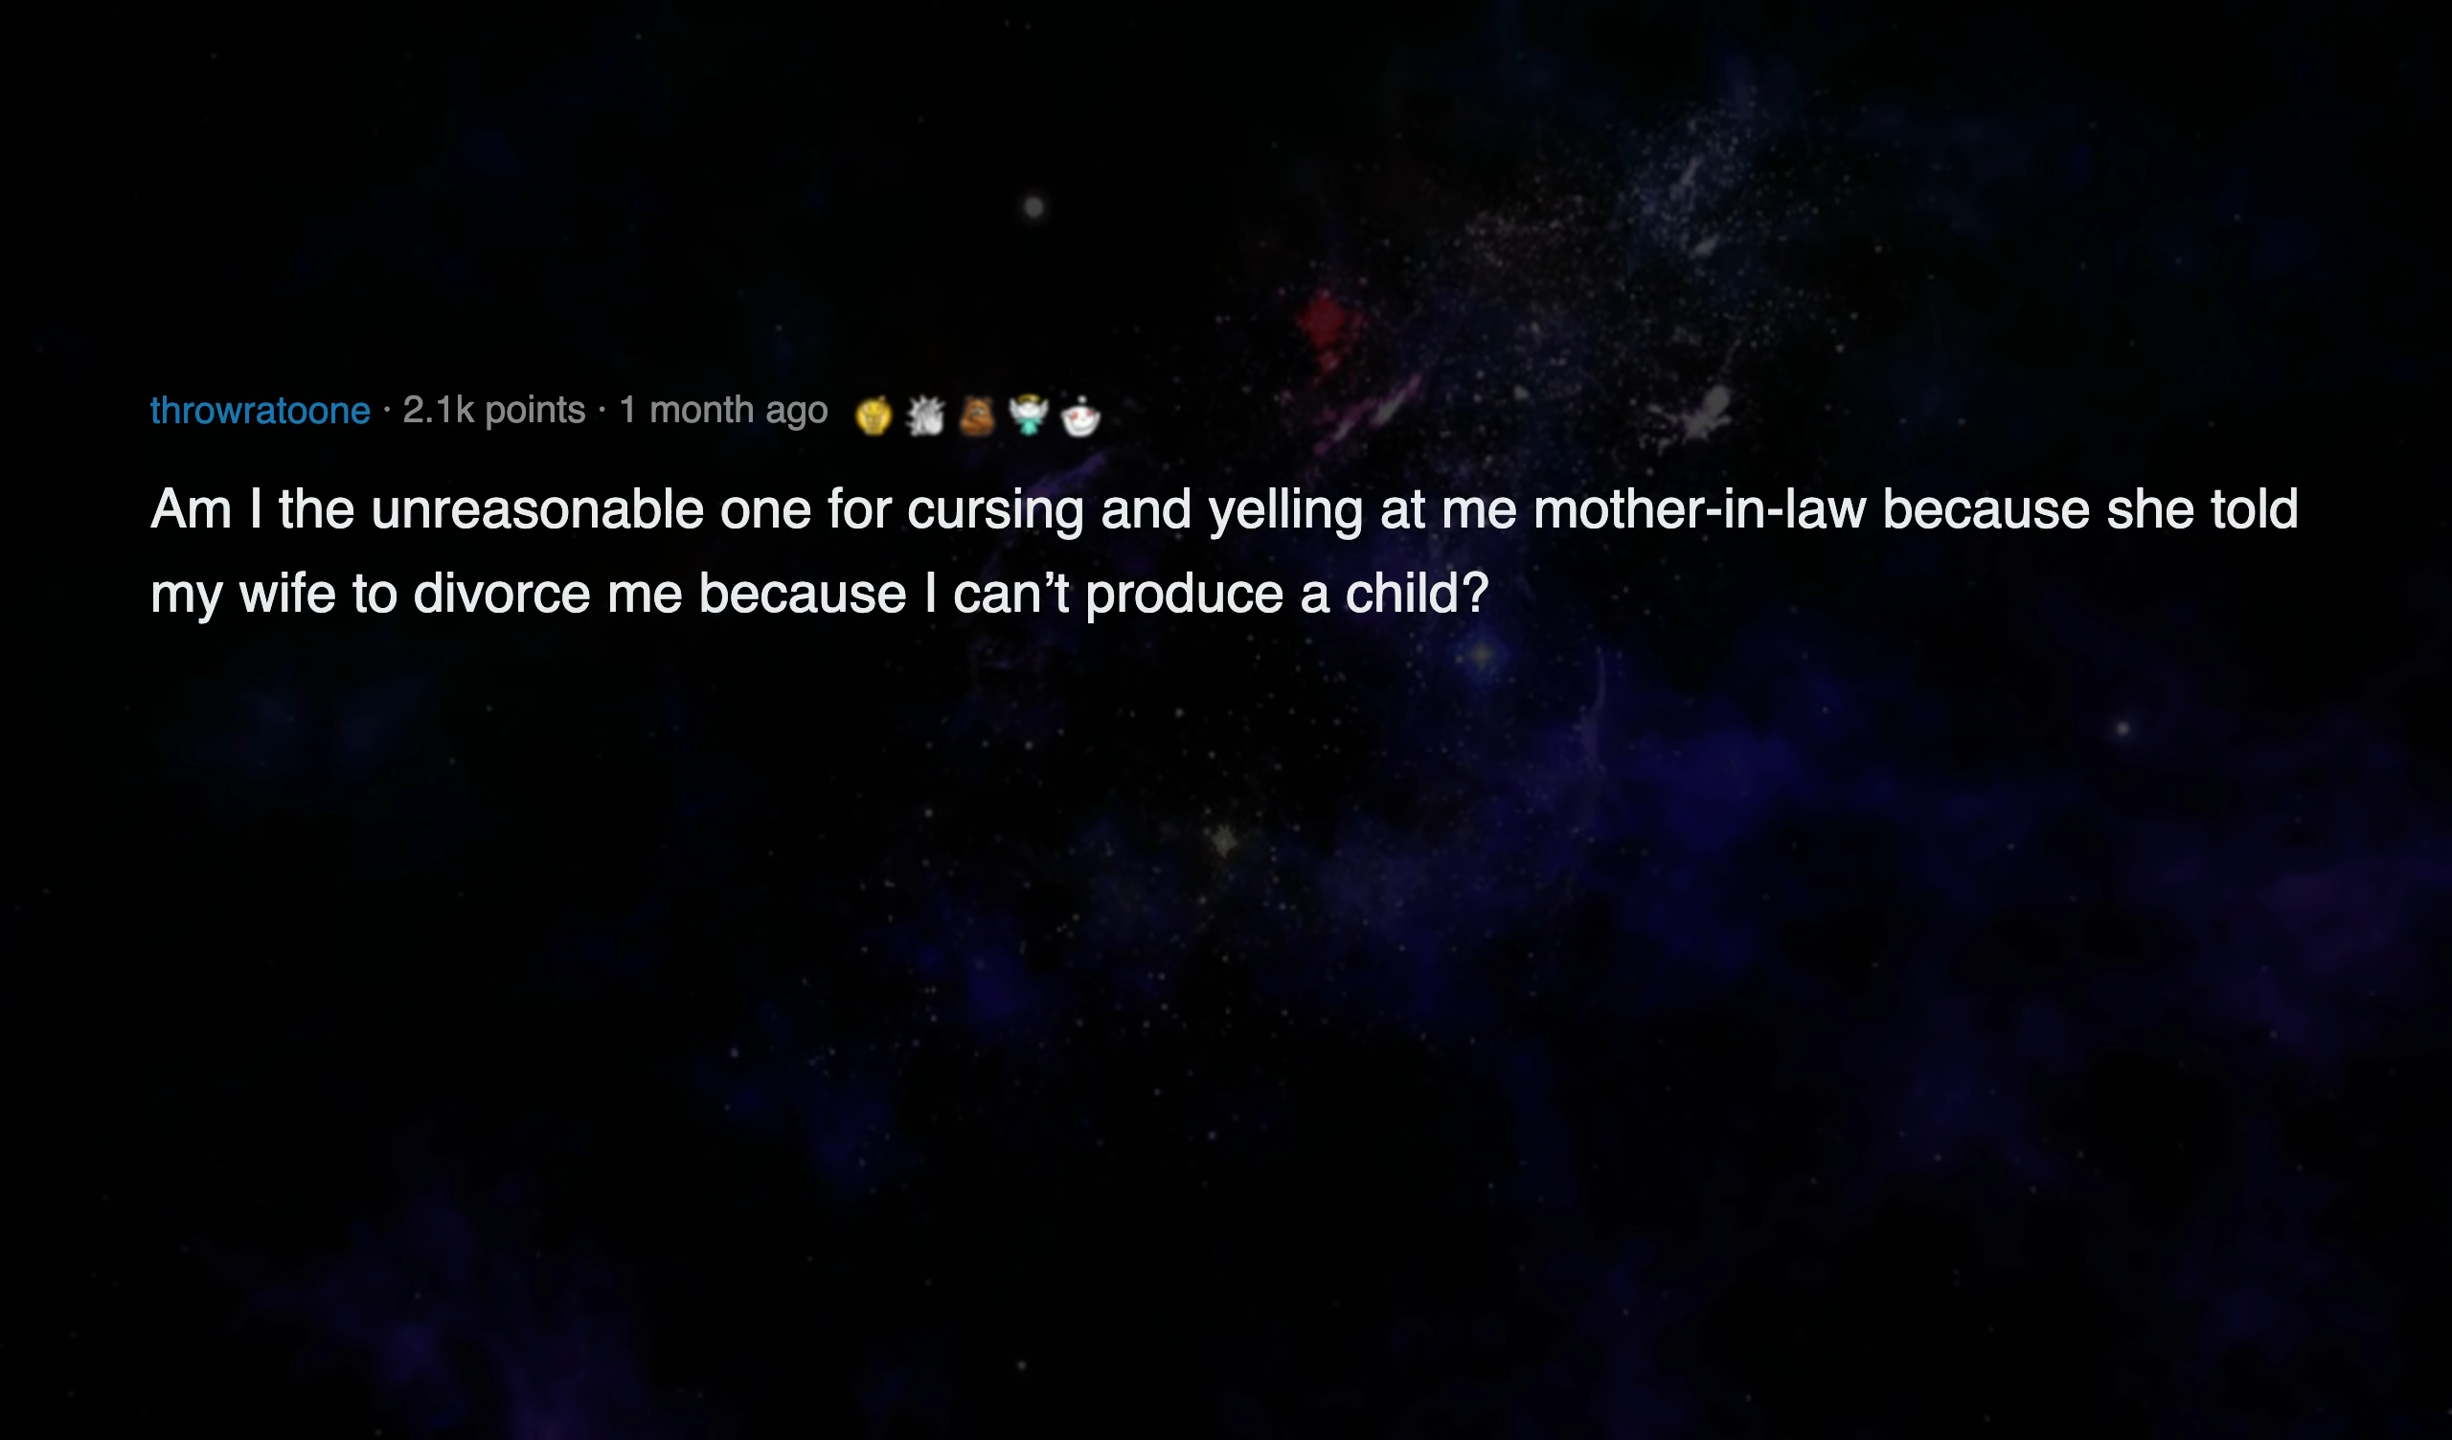 throwratoone · 2.1k points · 1 month ago
Am I the unreasonable one for cursing and yelling at me mother-in-law because she told
my wife to divorce me because I can’t produce a child?